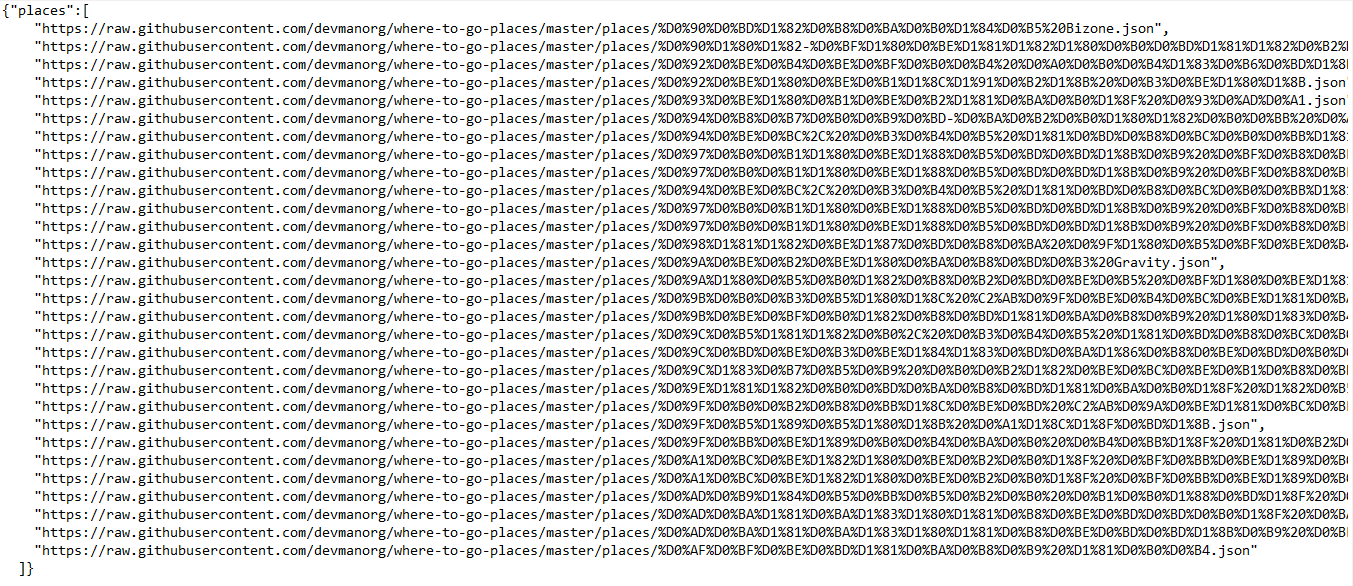 {"places":[
"https://raw.githubusercontent.com/devmanorg/where-to-go-places/master/places/%D0%90%D0%BD%D1%82%D0%B8%D0%BA%D0%B0%D1%84%D0%B5%20Bizone.json",
"https://raw.githubusercontent.com/devmanorg/where-to-go-places/master/places/%D0%90%D1%80%D1%82-%D0%BF%D1%80%D0%BE%D1%81%D1%82%D1%80%D0%B0%D0%BD%D1%81%D1%82%D0%B2%D
"https://raw.githubusercontent.com/devmanorg/where-to-go-places/master/places/%D0%92%D0%BE%D0%B4%D0%BE%D0%BF%D0%B0%D0%B4%20%D0%A0%D0%B0%D0%B4%D1%83%D0%B6%D0%BD%D1%8
"https://raw.githubusercontent.com/devmanorg/where-to-go-places/master/places/%D0%92%D0%BE%D1%80%D0%BE%D0%B1%D1%8C%D1%91%D0%B2%D1%8B%20%D0%B3%D0%BE%D1%80%D1%8B.json"
"https://raw.githubusercontent.com/devmanorg/where-to-go-places/master/places/%D0%93%D0%BE%D1%80%D0%B1%D0%BE%D0%B2%D1%81%D0%BA%D0%B0%D1%8F%20%D0%93%D0%AD%D0%A1.json"
"https://raw.githubusercontent.com/devmanorg/where-to-go-places/master/places/%D0%94%D0%B8%D0%B7%D0%B0%D0%B9%D0%BD-%D0%BA%D0%B2%D0%B0%D1%80%D1%82%D0%B0%D0%BB%20%D0%A
"https://raw.githubusercontent.com/devmanorg/where-to-go-places/master/places/%D0%94%D0%BE%D0%BC%2C%20%D0%B3%D0%B4%D0%B5%20%D1%81%D0%BD%D0%B8%D0%BC%D0%B0%D0%BB%D1%8
"https://raw.githubusercontent.com/devmanorg/where-to-go-places/master/places/%D0%97%D0%B0%D0%B1%D1%80%D0%BE%D1%88%D0%B5%D0%BD%D0%BD%D1%8B%D0%B9%20%D0%BF%D0%B8%D0%B
"https://raw.githubusercontent.com/devmanorg/where-to-go-places/master/places/%D0%97%D0%B0%D0%B1%D1%80%D0%BE%D1%88%D0%B5%D0%BD%D0%BD%D1%8B%D0%B9%20%D0%BF%D0%B8%D0%B
"https://raw.githubusercontent.com/devmanorg/where-to-go-places/master/places/%D0%94%D0%BE%D0%BC%2C%20%D0%B3%D0%B4%D0%B5%20%D1%81%D0%BD%D0%B8%D0%BC%D0%B0%D0%BB%D1%8
"https://raw.githubusercontent.com/devmanorg/where-to-go-places/master/places/%D0%97%D0%B0%D0%B1%D1%80%D0%BE%D1%88%D0%B5%D0%BD%D0%BD%D1%8B%D0%B9%20%D0%BF%D0%B8%D0%B
"https://raw.githubusercontent.com/devmanorg/where-to-go-places/master/places/%D0%97%D0%B0%D0%B1%D1%80%D0%BE%D1%88%D0%B5%D0%BD%D0%BD%D1%8B%D0%B9%20%D0%BF%D0%B8%D0%B
"https://raw.githubusercontent.com/devmanorg/where-to-go-places/master/places/%D0%98%D1%81%D1%82%D0%BE%D1%87%D0%BD%D0%B8%D0%BA%20%D0%9F%D1%80%D0%B5%D0%BF%D0%BE%D0%B4
"https://raw.githubusercontent.com/devmanorg/where-to-go-places/master/places/%D0%9A%D0%BE%D0%B2%D0%BE%D1%80%D0%BA%D0%B8%D0%BD%D0%B3%20Gravity.json",
"https://raw.githubusercontent.com/devmanorg/where-to-go-places/master/places/%D0%9A%D1%80%D0%B5%D0%B0%D1%82%D0%B8%D0%B2%D0%BD%D0%BE%D0%B5%20%D0%BF%D1%80%D0%BE%D1%8
"https://raw.githubusercontent.com/devmanorg/where-to-go-places/master/places/%D0%9B%D0%B0%D0%B3%D0%B5%D1%80%D1%8C%20%C2%AB%D0%9F%D0%BE%D0%B4%D0%BC%D0%BE%D1%81%D0%BA
"https://raw.githubusercontent.com/devmanorg/where-to-go-places/master/places/%D0%9B%D0%BE%D0%BF%D0%B0%D1%82%D0%B8%D0%BD%D1%81%D0%BA%D0%B8%D0%B9%20%D1%80%D1%83%D0%B4
"https://raw.githubusercontent.com/devmanorg/where-to-go-places/master/places/%D0%9C%D0%B5%D1%81%D1%82%D0%B0%2C%20%D0%B3%D0%B4%D0%B5%20%D1%81%D0%BD%D0%B8%D0%BC%D0%B0
"https://raw.githubusercontent.com/devmanorg/where-to-go-places/master/places/%D0%9C%D0%BD%D0%BE%D0%B3%D0%BE%D1%84%D1%83%D0%BD%D0%BA%D1%86%D0%B8%D0%BE%D0%BD%D0%B0%D0
"https://raw.githubusercontent.com/devmanorg/where-to-go-places/master/places/%D0%9C%D1%83%D0%B7%D0%B5%D0%B9%20%D0%B0%D0%B2%D1%82%D0%BE%D0%BC%D0%BE%D0%B1%D0%B8%D0%B
"https://raw.githubusercontent.com/devmanorg/where-to-go-places/master/places/%D0%9E%D1%81%D1%82%D0%B0%D0%BD%D0%BA%D0%B8%D0%BD%D1%81%D0%BA%D0%B0%D1%8F%20%D1%82%D0%B5
"https://raw.githubusercontent.com/devmanorg/where-to-go-places/master/places/%D0%9F%D0%B0%D0%B2%D0%B8%D0%BB%D1%8C%D0%BE%D0%BD%20%C2%AB%D0%9A%D0%BE%D1%81%D0%BC%D0%B
"https://raw.githubusercontent.com/devmanorg/where-to-go-places/master/places/%D0%9F%D0%B5%D1%89%D0%B5%D1%80%D1%8B%20%D0%A1%D1%8C%D1%8F%D0%BD%D1%8B.json",
"https://raw.githubusercontent.com/devmanorg/where-to-go-places/master/places/%D0%9F%D0%BB%D0%BE%D1%89%D0%B0%D0%B4%D0%BA%D0%B0%20%D0%B4%D0%BB%D1%8F%20%D1%81%D0%B2%D0
"https://raw.githubusercontent.com/devmanorg/where-to-go-places/master/places/%D0%A1%D0%BC%D0%BE%D1%82%D1%80%D0%BE%D0%B2%D0%B0%D1%8F%20%D0%BF%D0%BB%D0%BE%D1%89%D0%B0
"https://raw.githubusercontent.com/devmanorg/where-to-go-places/master/places/%D0%A1%D0%BC%D0%BE%D1%82%D1%80%D0%BE%D0%B2%D0%B0%D1%8F%20%D0%BF%D0%BB%D0%BE%D1%89%D0%B0
"https://raw.githubusercontent.com/devmanorg/where-to-go-places/master/places/%D0%AD%D0%B9%D1%84%D0%B5%D0%BB%D0%B5%D0%B2%D0%B0%20%D0%B1%D0%B0%D1%88%D0%BD%D1%8F%20%D0
"https://raw.githubusercontent.com/devmanorg/where-to-go-places/master/places/%D0%AD%D0%BA%D1%81%D0%BA%D1%83%D1%80%D1%81%D0%B8%D0%BE%D0%BD%D0%BD%D0%B0%D1%8F%20%D0%BA
"https://raw.githubusercontent.com/devmanorg/where-to-go-places/master/places/%D0%AD%D0%BA%D1%81%D0%BA%D1%83%D1%80%D1%81%D0%B8%D0%BE%D0%BD%D0%BD%D1%8B%D0%B9%20%D0%B
"https://raw.githubusercontent.com/devmanorg/where-to-go-places/master/places/%D0%AF%D0%BF%D0%BE%D0%BD%D1%81%D0%BA%D0%B8%D0%B9%20%D1%81%D0%B0%D0%B4.json"
]}